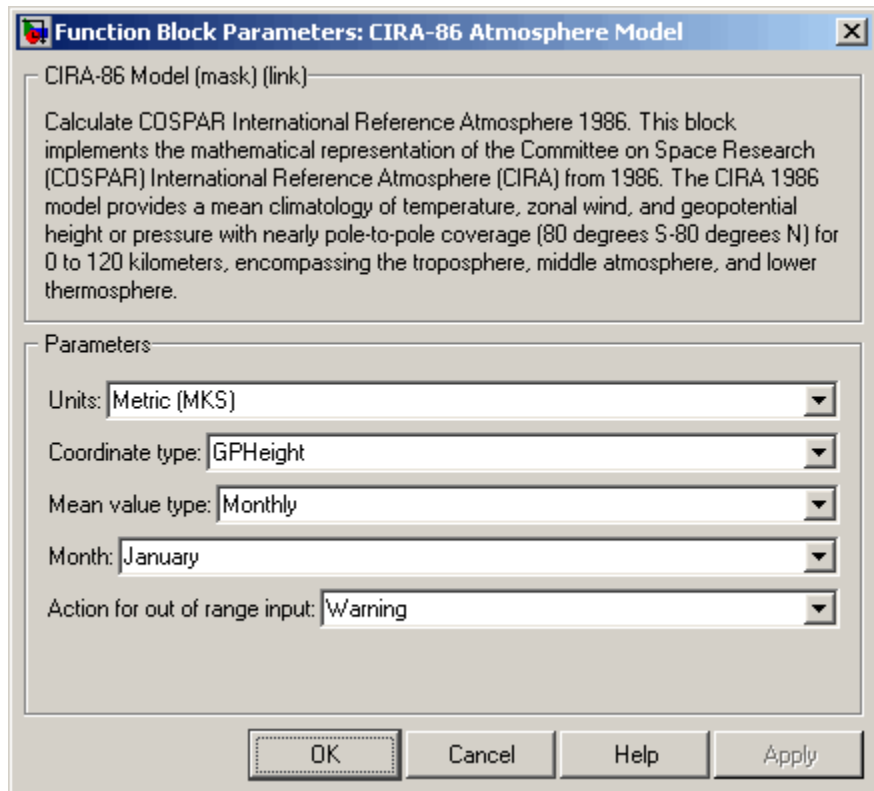 Function Block Parameters: CIRA-86 Atmosphere Model
CIRA-86 Model (mask) (link)
Calculate COSPAR International Reference Atmosphere 1986. This block
implements the mathematical representation of the Committee on Space Research
(COSPAR) International Reference Atmosphere (CIRA) from 1986. The CIRA 1986
model provides a mean climatology of temperature, zonal wind, and geopotential
height or pressure with nearly pole-to-pole coverage (80 degrees S-80 degrees N) for
0 to 120 kilometers, encompassing the troposphere, middle atmosphere, and lower
thermosphere.
Parameters
Units: Metric (MKS)
Coordinate type: GPHeight
Mean value type: Monthly
Month: January
Action for out of range input: Warning
OK Cancel Help Apply